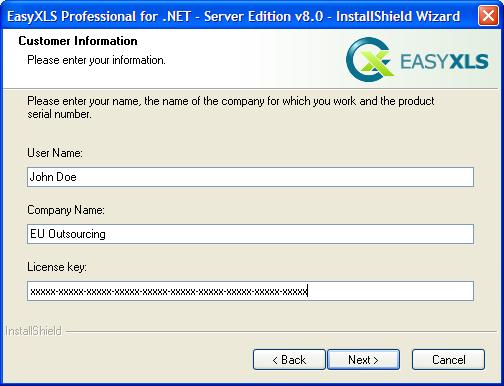 EasyXLS Professional for .NET - Server Edition v8.0 - InstallShield Wizard
Customer Information
Please enter your information.
EASYXLS
Please enter your name, the name of the company for which you work and the product
serial number.
User Name:
John Doe
Company Name:
EU Outsourcing
License key:
xxxxx-xxxxx-xxxxx-xxxxx-xxxxx-xxxxx-xxxxx-xxxxx-xxxxx-xxxxx
InstallShield
< Back
Next >
Cancel